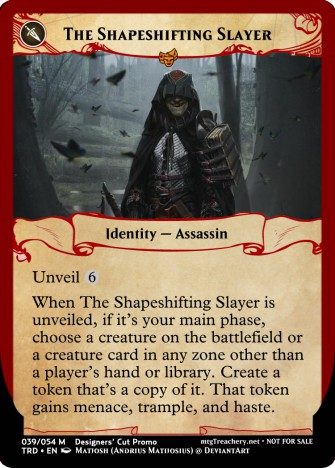 The Shapeshifting Slayer
Identity — Assassin
Unveil 6
When The Shapeshifting Slayer is
unveiled, if it's your main phase,
choose a creature on the battlefield or
a creature card in any zone other than
a player's hand or library. Create a
token that's a copy of it. That token
gains menace, trample, and haste.
039/054 M Designers' Cut Promo mtgTreachery.net • NOT FOR SALE
TRD • EN Matiosh (Andrius Matijosius) @ DeviantArt